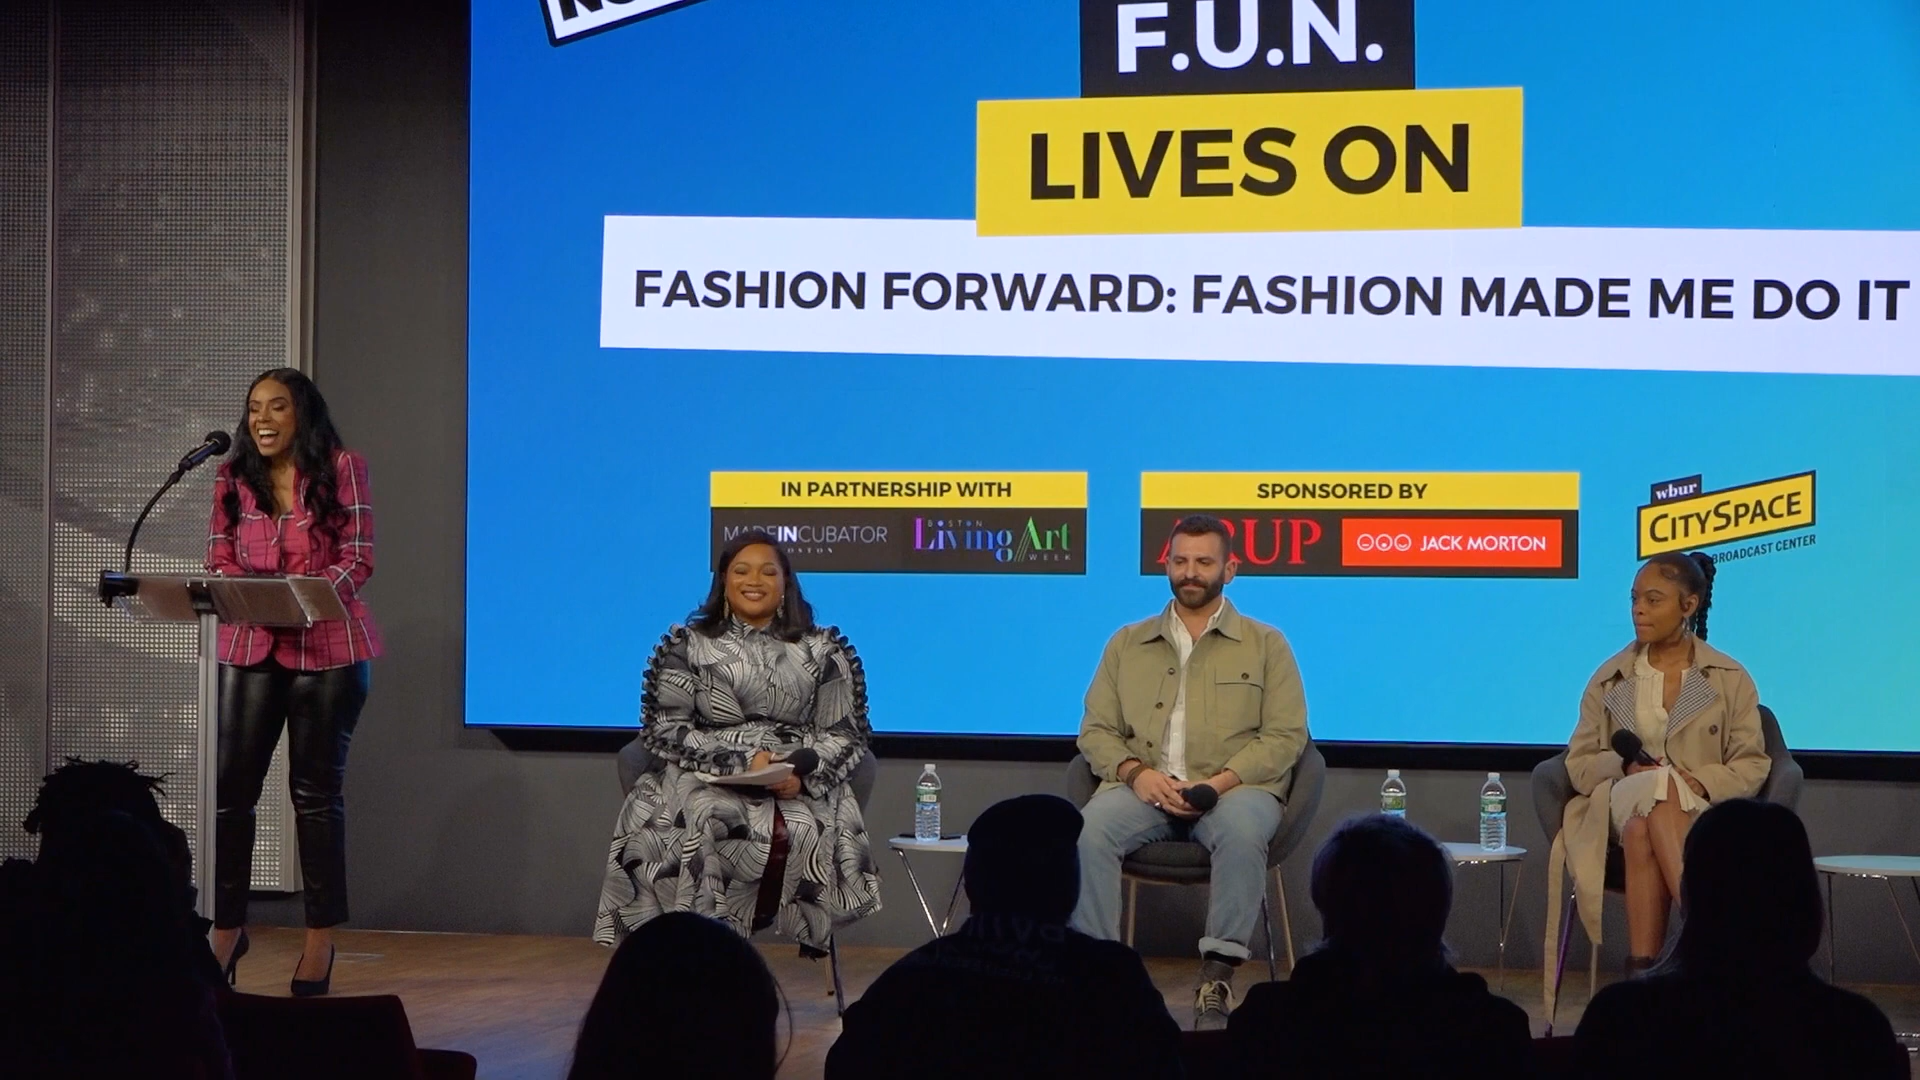 F.U.N.
LIVES ON
FASHION FORWARD: FASHION MADE ME DO IT
IN PARTNERSHIP WITH
SPONSORED BY
wbur
CITYSPACE
BROADCAST CENTER
MADEINCUBATOR
BOSTON
Living Art
WEEK
JACK MORTON